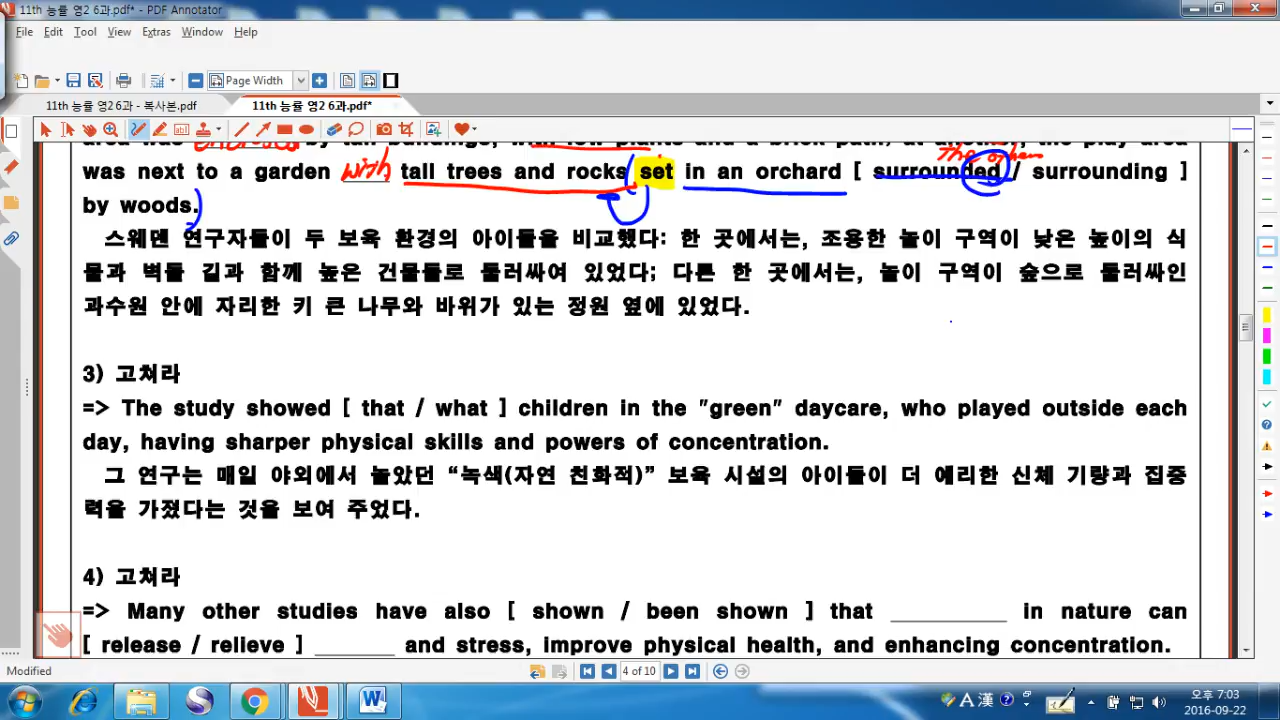 11th 능률 영2 6과.pdf* - PDF Annotator
File Edit Tool View Extras Window Help
Page Width
11th 능률 영2 6과 - 복사본.pdf 11th 능률 영2 6과.pdf*
the others
was next to a garden with tall trees and rocks set in an orchard [ surrounded / surrounding ]
by woods.
스웨덴 연구자들이 두 보육 환경의 아이들을 비교했다: 한 곳에서는, 조용한 놀이 구역이 낮은 높이의 식
물과 벽돌 길과 함께 높은 건물들로 둘러싸여 있었다; 다른 한 곳에서는, 놀이 구역이 숲으로 둘러싸인
과수원 안에 자리한 키 큰 나무와 바위가 있는 정원 옆에 있었다.
3) 고쳐라
=> The study showed [ that / what ] children in the "green" daycare, who played outside each
day, having sharper physical skills and powers of concentration.
그 연구는 매일 야외에서 놀았던 “녹색(자연 친화적)” 보육 시설의 아이들이 더 예리한 신체 기량과 집중
력을 가졌다는 것을 보여 주었다.
4) 고쳐라
=> Many other studies have also [ shown / been shown ] that ____________ in nature can
[ release / relieve ] ________ and stress, improve physical health, and enhancing concentration.
Modified
4 of 10
A 漢
오후 7:03
2016-09-22